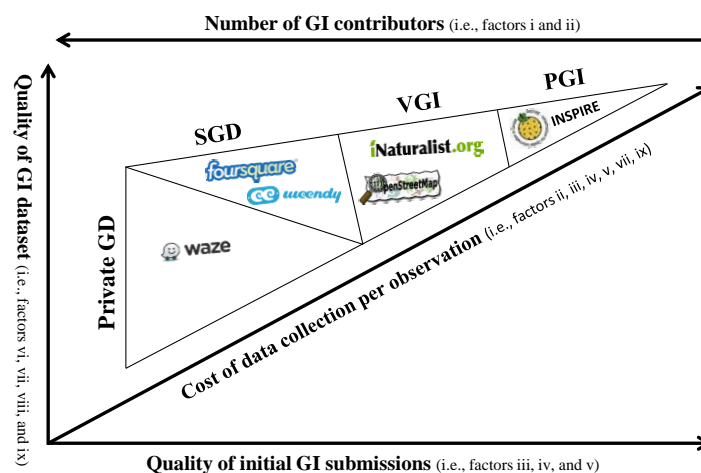 Number of GI contributors (i.e., factors i and ii)
PGI
VGI
SGD
INSPIRE
foursquare®
iNaturalist.org
weendy
OpenStreetMap
waze
Private GD
Quality of GI dataset
(i.e., factors vi, vii, viii, and ix)
Cost of data collection per observation (i.e., factors ii, iii, iv, v, vii, ix)
Quality of initial GI submissions (i.e., factors iii, iv, and v)